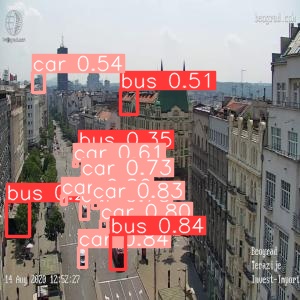 beograd.com
car 0.54
bus 0.51
bus 0.35
car 0.61
car 0.73
bus
car
car 0.83
car 0.80
bus 0.84
car 0.84
Beograd
Terazije
Invest-Import
14 Aug 2020 12:52:27